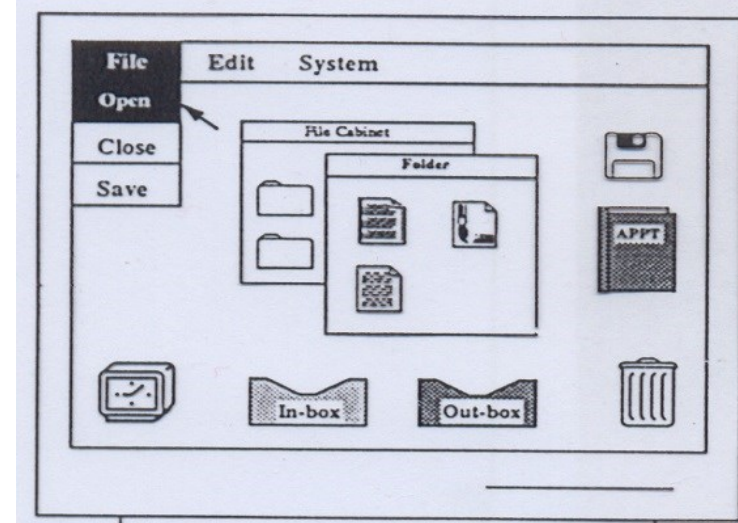 File Edit System
Open
Close
Save
File Cabinet
Folder
APPT
In-box
Out-box